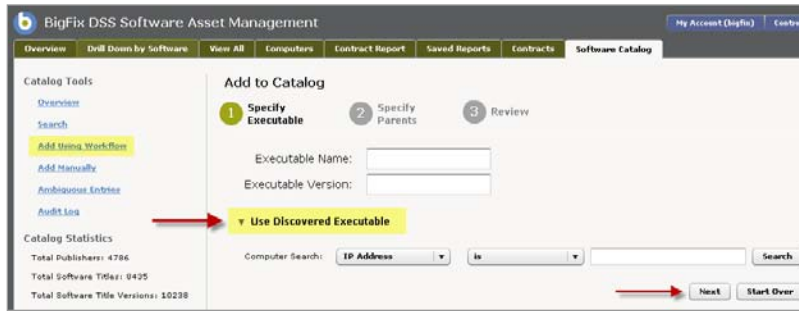 BigFix DSS Software Asset Management
My Account (bigfix)
Overview Drill Down by Software View All Computers Contract Report Saved Reports Contracts Software Catalog
Catalog Tools
Overview
Search
Add Using Workflow
Add Manually
Ambiguous Entries
Audit Log
Catalog Statistics
Total Publishers: 4786
Total Software Titles: 8435
Total Software Title Versions: 10238
Add to Catalog
1 Specify Executable
2 Specify Parents
3 Review
Executable Name:
Executable Version:
Use Discovered Executable
Computer Search: IP Address is Search
Next Start Over